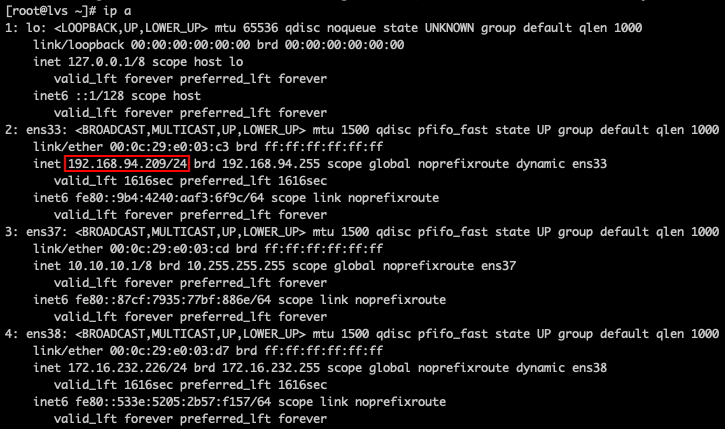 [root@lvs ~]# ip a
1: lo: <LOOPBACK,UP,LOWER_UP> mtu 65536 qdisc noqueue state UNKNOWN group default qlen 1000
link/loopback 00:00:00:00:00:00 brd 00:00:00:00:00:00
inet 127.0.0.1/8 scope host lo
valid_lft forever preferred_lft forever
inet6 ::1/128 scope host
valid_lft forever preferred_lft forever
2: ens33: <BROADCAST,MULTICAST,UP,LOWER_UP> mtu 1500 qdisc pfifo_fast state UP group default qlen 1000
link/ether 00:0c:29:e0:03:c3 brd ff:ff:ff:ff:ff:ff
inet 192.168.94.209/24 brd 192.168.94.255 scope global noprefixroute dynamic ens33
valid_lft 1616sec preferred_lft 1616sec
inet6 fe80::9b4:4240:aaf3:6f9c/64 scope link noprefixroute
valid_lft forever preferred_lft forever
3: ens37: <BROADCAST,MULTICAST,UP,LOWER_UP> mtu 1500 qdisc pfifo_fast state UP group default qlen 1000
link/ether 00:0c:29:e0:03:cd brd ff:ff:ff:ff:ff:ff
inet 10.10.10.1/8 brd 10.255.255.255 scope global noprefixroute ens37
valid_lft forever preferred_lft forever
inet6 fe80::87cf:7935:77bf:886e/64 scope link noprefixroute
valid_lft forever preferred_lft forever
4: ens38: <BROADCAST,MULTICAST,UP,LOWER_UP> mtu 1500 qdisc pfifo_fast state UP group default qlen 1000
link/ether 00:0c:29:e0:03:d7 brd ff:ff:ff:ff:ff:ff
inet 172.16.232.226/24 brd 172.16.232.255 scope global noprefixroute dynamic ens38
valid_lft 1616sec preferred_lft 1616sec
inet6 fe80::533e:5205:2b57:f157/64 scope link noprefixroute
valid_lft forever preferred_lft forever